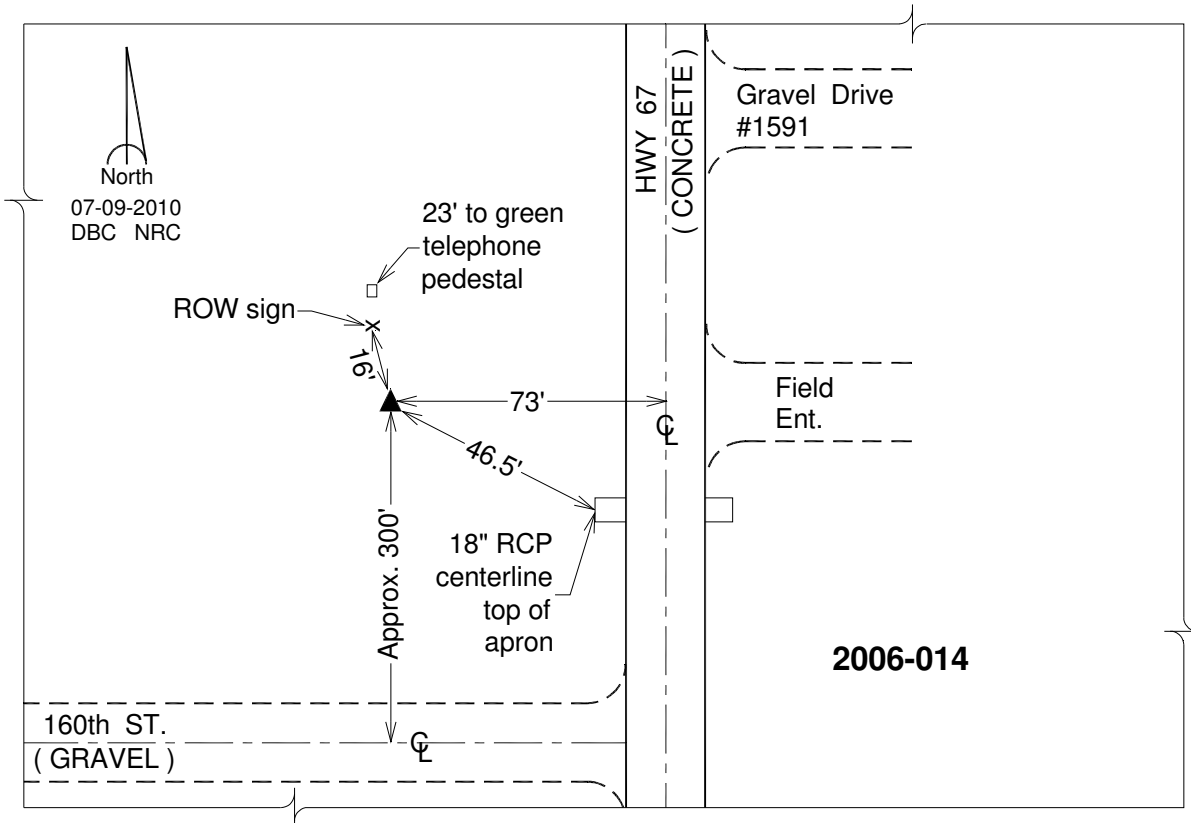 HWY 67
( CONCRETE )
Gravel Drive
#1591
North
07-09-2010
DBC NRC
23' to green
telephone
pedestal
ROW sign
x
16'
73'
Field
Ent.
CL
46.5'
Approx. 300'
18" RCP
centerline
top of
apron
2006-014
160th ST.
( GRAVEL )
CL